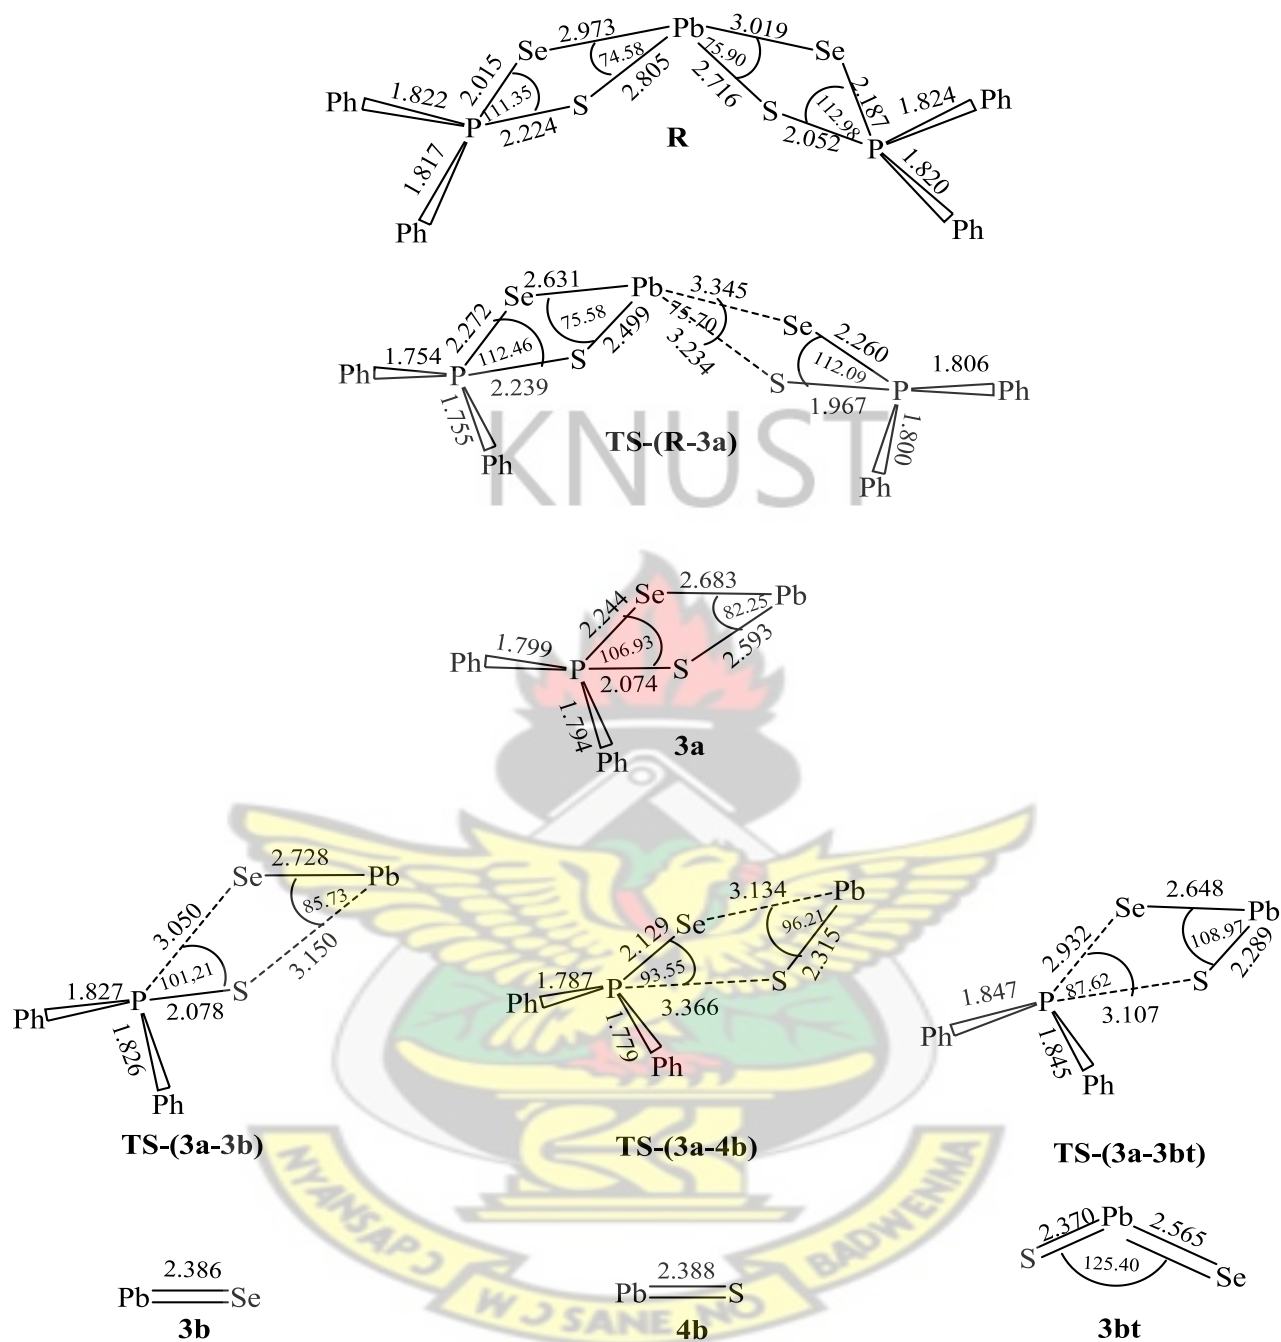 2.973 Pb 3.019
Se 74.58 75.90 Se
2.015 2.805 2.716 2.187
1.822 111.35 S S 112.98 1.824
Ph P 2.224 R 2.052 P Ph
1.817 1.820
Ph Ph
2.631 Pb 3.345
Se 75.58 75.70 Se
2.272 2.499 3.234 2.260
1.754 112.46 S 112.09 1.806
Ph P 2.239 S 1.967 P Ph
1.755 1.800
TS-(R-3a)
Ph Ph
KNUST
2.683
Se 82.25 Pb
2.244 2.593
1.799 106.93
Ph P 2.074 S
1.794
3a
Ph
2.728
Se 85.73 Pb
3.050 3.150
1.827 101,21 S
Ph P 2.078
1.826
Ph
TS-(3a-3b)
3.134 Pb
Se 96.21
2.129 2.315
1.787 93.55 S
Ph P 3.366
1.779
Ph
TS-(3a-4b)
2.648
Se 108.97 Pb
2.932 2.289
1.847 87.62 S
Ph P 3.107
1.845
Ph
TS-(3a-3bt)
NYANSAPƆ
BADWENMA
W Ɔ SANE NO
2.386
Pb Se
3b
2.388
Pb S
4b
2.370 Pb 2.565
S 125.40 Se
3bt